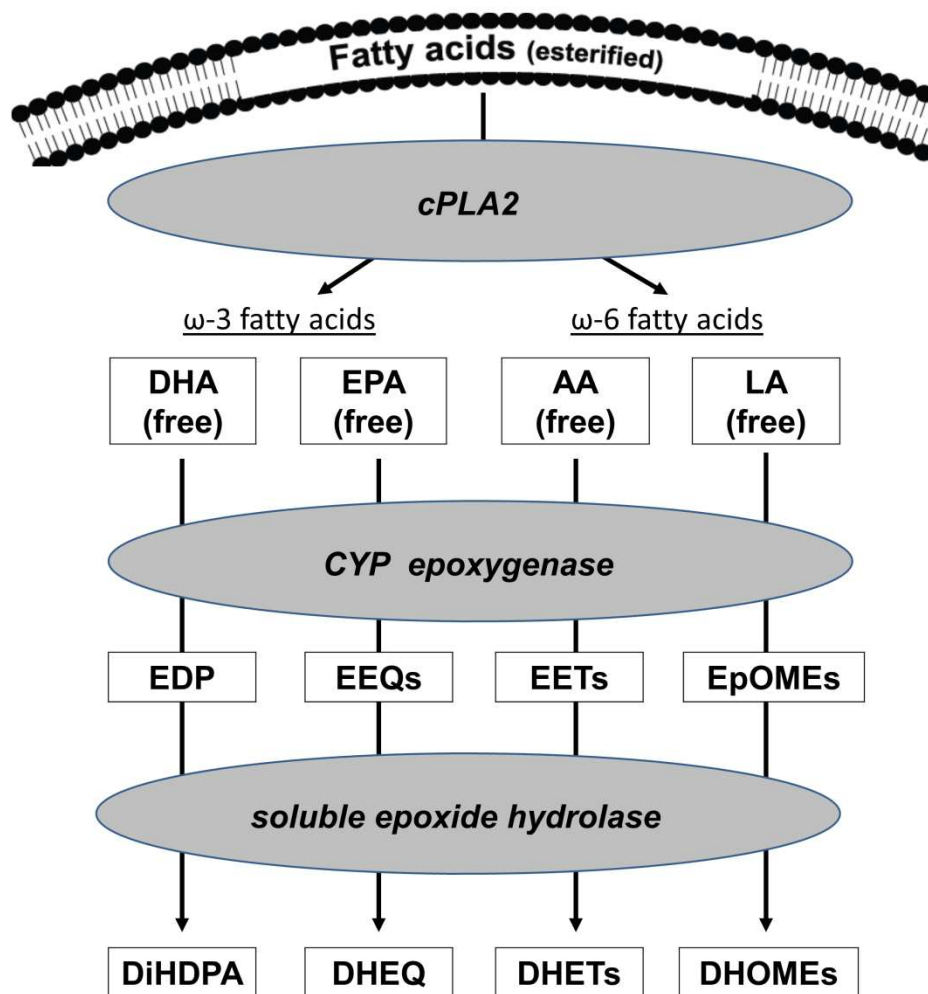 Fatty acids (esterified)
cPLA2
ω-3 fatty acids
ω-6 fatty acids
DHA
(free)
EPA
(free)
AA
(free)
LA
(free)
CYP epoxygenase
EDP
EEQs
EETs
EpOMEs
soluble epoxide hydrolase
DiHDPA
DHEQ
DHETs
DHOMEs